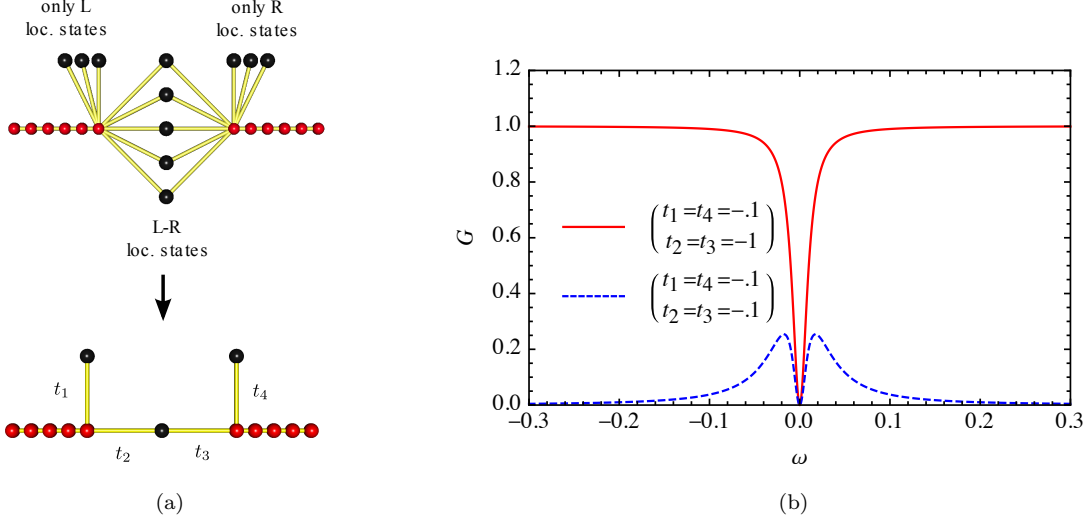 only L
loc. states
only R
loc. states
L-R
loc. states
t₁
t₄
t₂
t₃
(a)
1.2
1.0
0.8
0.6
0.4
0.2
0.0
G
(t₁=t₄=−.1
t₂=t₃=−1)
(t₁=t₄=−.1
t₂=t₃=−.1)
−0.3 −0.2 −0.1 0.0 0.1 0.2 0.3
ω
(b)